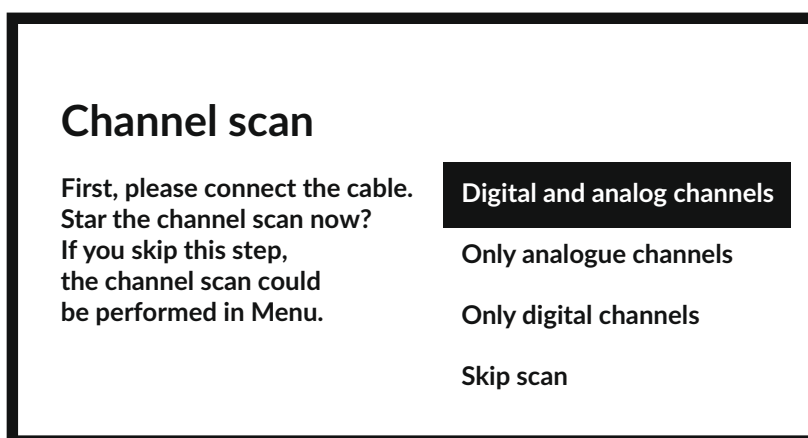 Channel scan
First, please connect the cable.
Star the channel scan now?
If you skip this step,
the channel scan could
be performed in Menu.
Digital and analog channels
Only analogue channels
Only digital channels
Skip scan